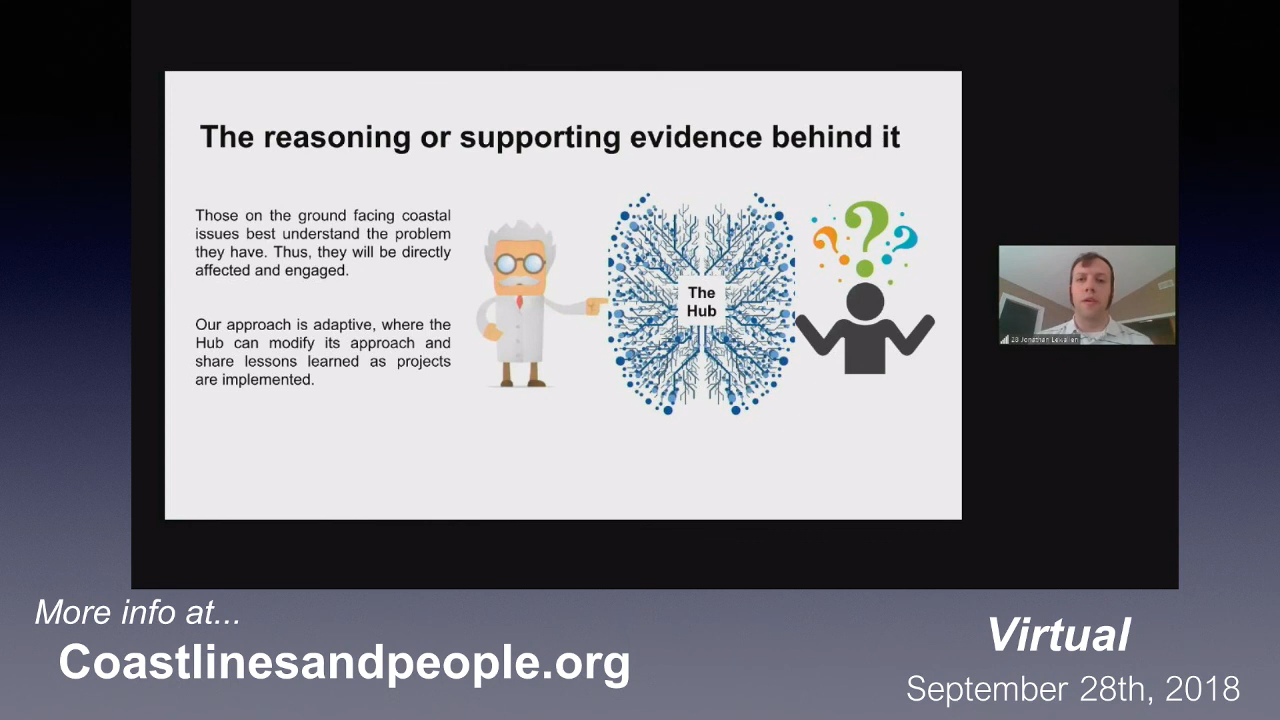 The reasoning or supporting evidence behind it
Those on the ground facing coastal
issues best understand the problem
they have. Thus, they will be directly
affected and engaged.
Our approach is adaptive, where the
Hub can modify its approach and
share lessons learned as projects
are implemented.
The
Hub
? ? ?
2B Jonathan Lewallen
More info at...
Coastlinesandpeople.org
Virtual
September 28th, 2018